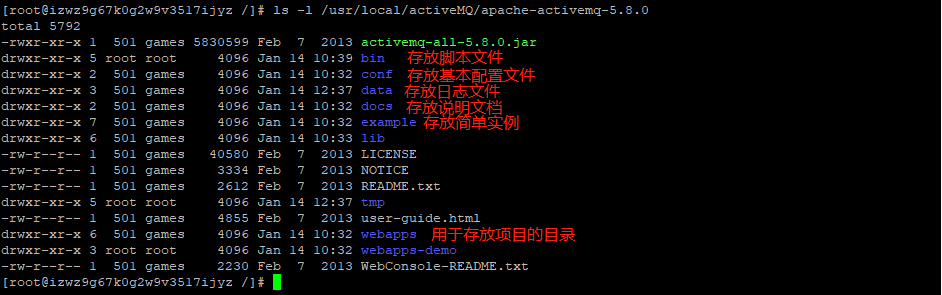 [root@izwz9g67k0g2w9v3517ijyz /]# ls -l /usr/local/activeMQ/apache-activemq-5.8.0
total 5792
-rwxr-xr-x 1  501 games 5830599 Feb  7  2013 activemq-all-5.8.0.jar
drwxr-xr-x 5 root root     4096 Jan 14 10:39 bin 存放脚本文件
drwxr-xr-x 2  501 games    4096 Jan 14 10:32 conf 存放基本配置文件
drwxr-xr-x 3  501 games    4096 Jan 14 12:37 data 存放日志文件
drwxr-xr-x 2  501 games    4096 Jan 14 10:32 docs 存放说明文档
drwxr-xr-x 7  501 games    4096 Jan 14 10:32 example 存放简单实例
drwxr-xr-x 6  501 games    4096 Jan 14 10:33 lib
-rw-r--r-- 1  501 games   40580 Feb  7  2013 LICENSE
-rw-r--r-- 1  501 games    3334 Feb  7  2013 NOTICE
-rw-r--r-- 1  501 games    2612 Feb  7  2013 README.txt
drwxr-xr-x 5 root root     4096 Jan 14 12:37 tmp
-rw-r--r-- 1  501 games    4855 Feb  7  2013 user-guide.html
drwxr-xr-x 6  501 games    4096 Jan 14 10:32 webapps 用于存放项目的目录
drwxr-xr-x 3 root root     4096 Jan 14 10:32 webapps-demo
-rw-r--r-- 1  501 games    2230 Feb  7  2013 WebConsole-README.txt
[root@izwz9g67k0g2w9v3517ijyz /]#